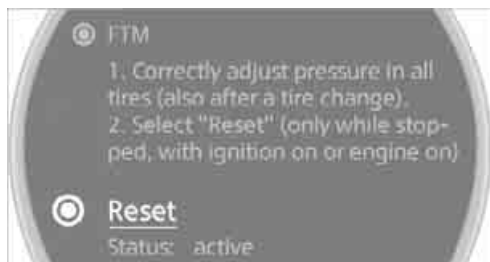 FTM
1. Correctly adjust pressure in all
tires (also after a tire change).
2. Select "Reset" (only while stop-
ped, with ignition on or engine on)
Reset
Status: active